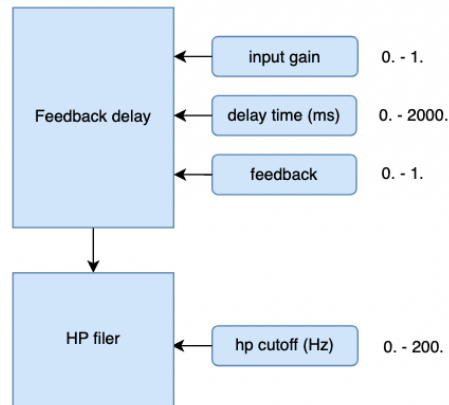 input gain 0. - 1.
Feedback delay
delay time (ms) 0. - 2000.
feedback 0. - 1.
HP filer
hp cutoff (Hz) 0. - 200.